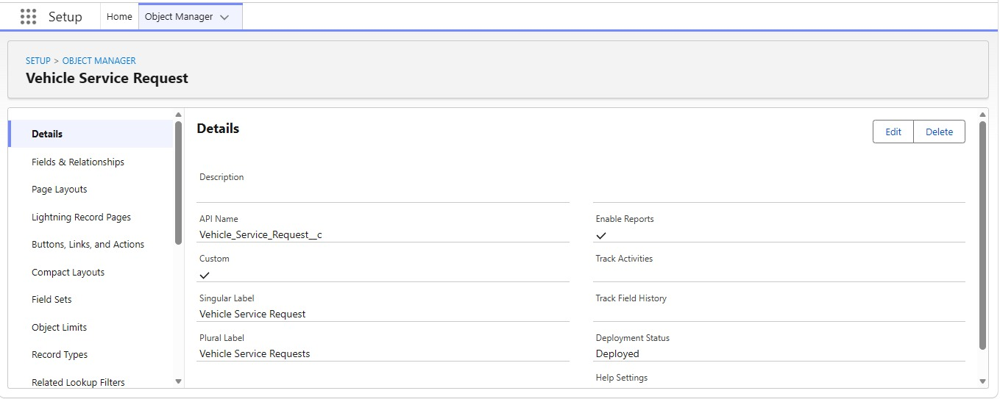 Setup Home Object Manager
SETUP > OBJECT MANAGER
Vehicle Service Request
Details
Fields & Relationships
Page Layouts
Lightning Record Pages
Buttons, Links, and Actions
Compact Layouts
Field Sets
Object Limits
Record Types
Related Lookup Filters
Details
Edit Delete
Description
API Name
Vehicle_Service_Request__c
Custom
Singular Label
Vehicle Service Request
Plural Label
Vehicle Service Requests
Enable Reports
Track Activities
Track Field History
Deployment Status
Deployed
Help Settings